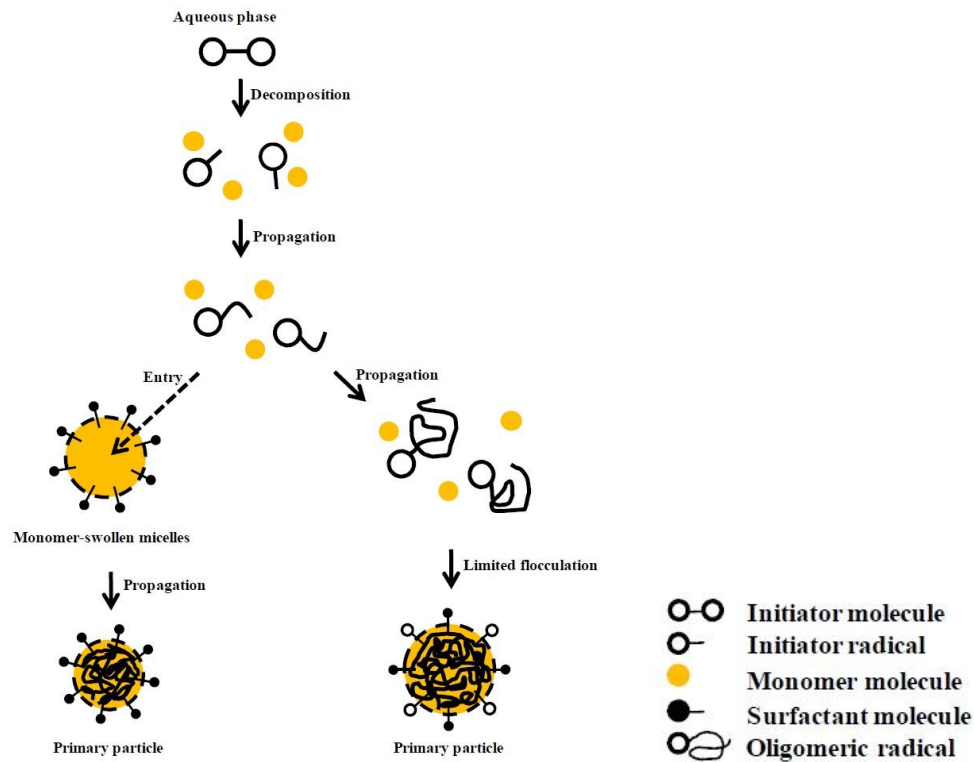 Aqueous phase
Decomposition
Propagation
Entry
Propagation
Monomer-swollen micelles
Propagation
Limited flocculation
Primary particle
Primary particle
Initiator molecule
Initiator radical
Monomer molecule
Surfactant molecule
Oligomeric radical